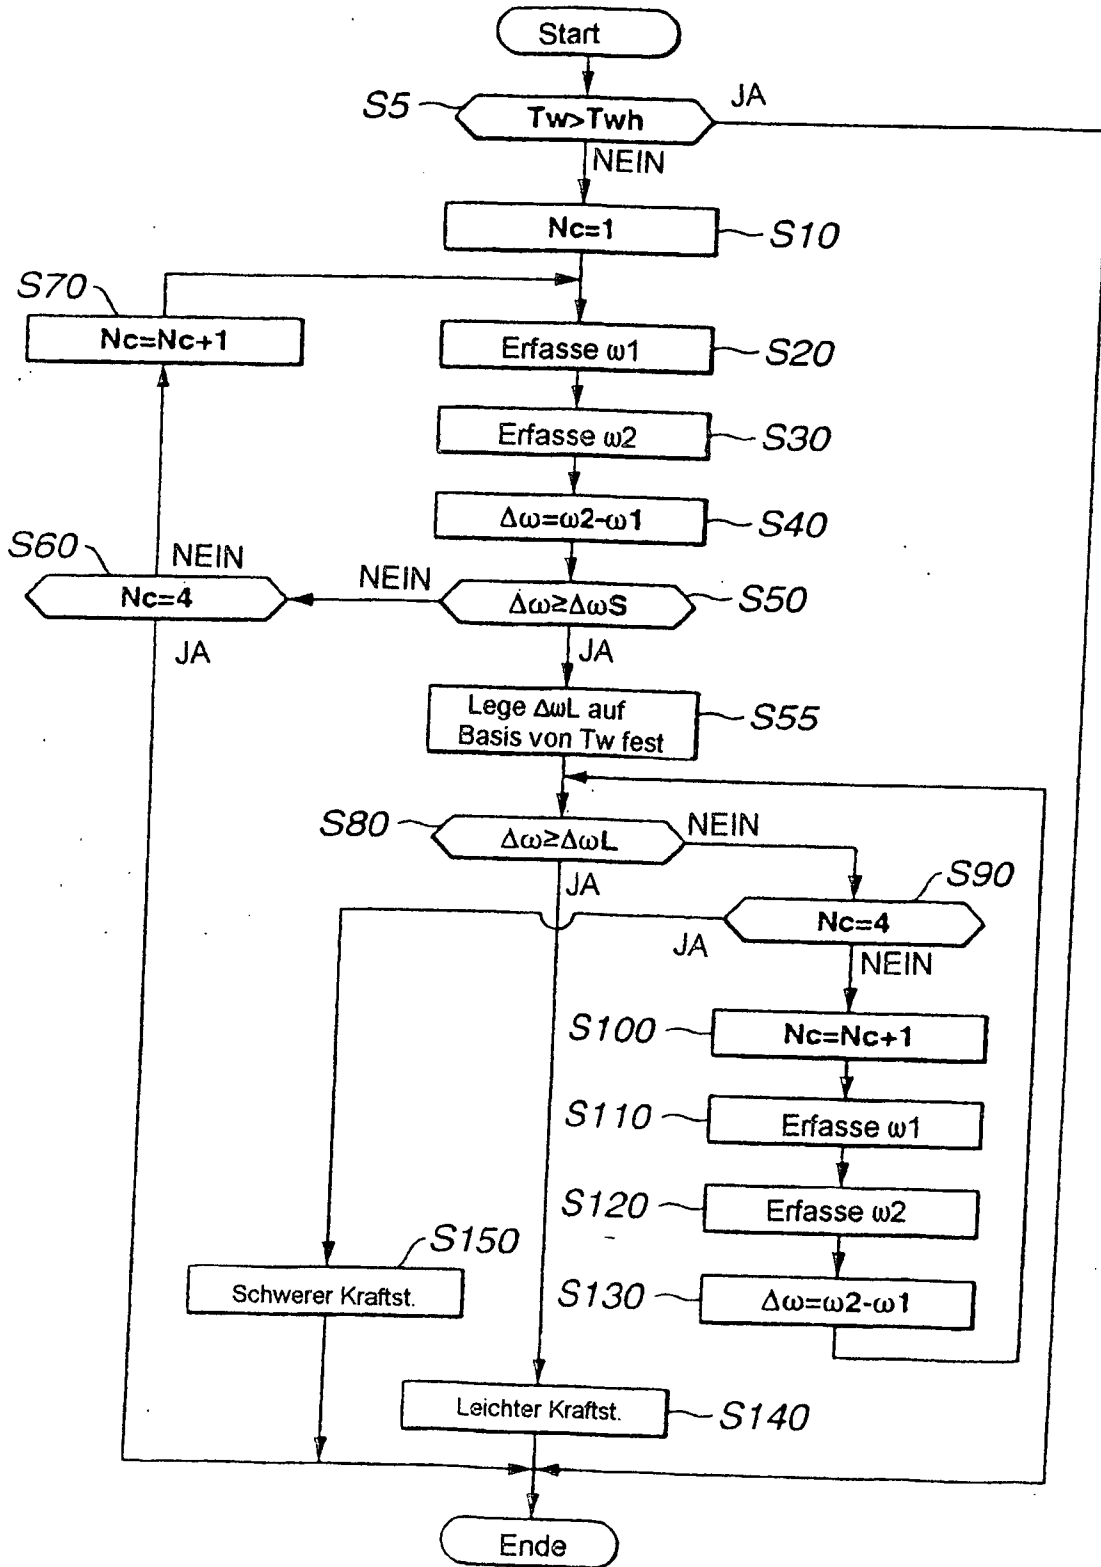 Start
S5
Tw>Twh
JA
NEIN
Nc=1
S10
S70
Nc=Nc+1
Erfasse ω1
S20
Erfasse ω2
S30
Δω=ω2-ω1
S40
S60
NEIN
Nc=4
JA
NEIN
Δω≥ΔωS
S50
JA
Lege ΔωL auf
Basis von Tw fest
S55
S80
Δω≥ΔωL
NEIN
JA
S90
Nc=4
JA
NEIN
S100
Nc=Nc+1
S110
Erfasse ω1
S120
Erfasse ω2
S130
Δω=ω2-ω1
S150
Schwerer Kraftst.
Leichter Kraftst.
S140
Ende